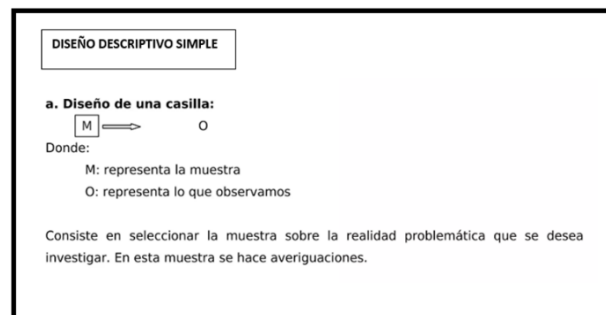 DISEÑO DESCRIPTIVO SIMPLE
a. Diseño de una casilla:
M O
Donde:
M: representa la muestra
O: representa lo que observamos
Consiste en seleccionar la muestra sobre la realidad problemática que se desea
investigar. En esta muestra se hace averiguaciones.